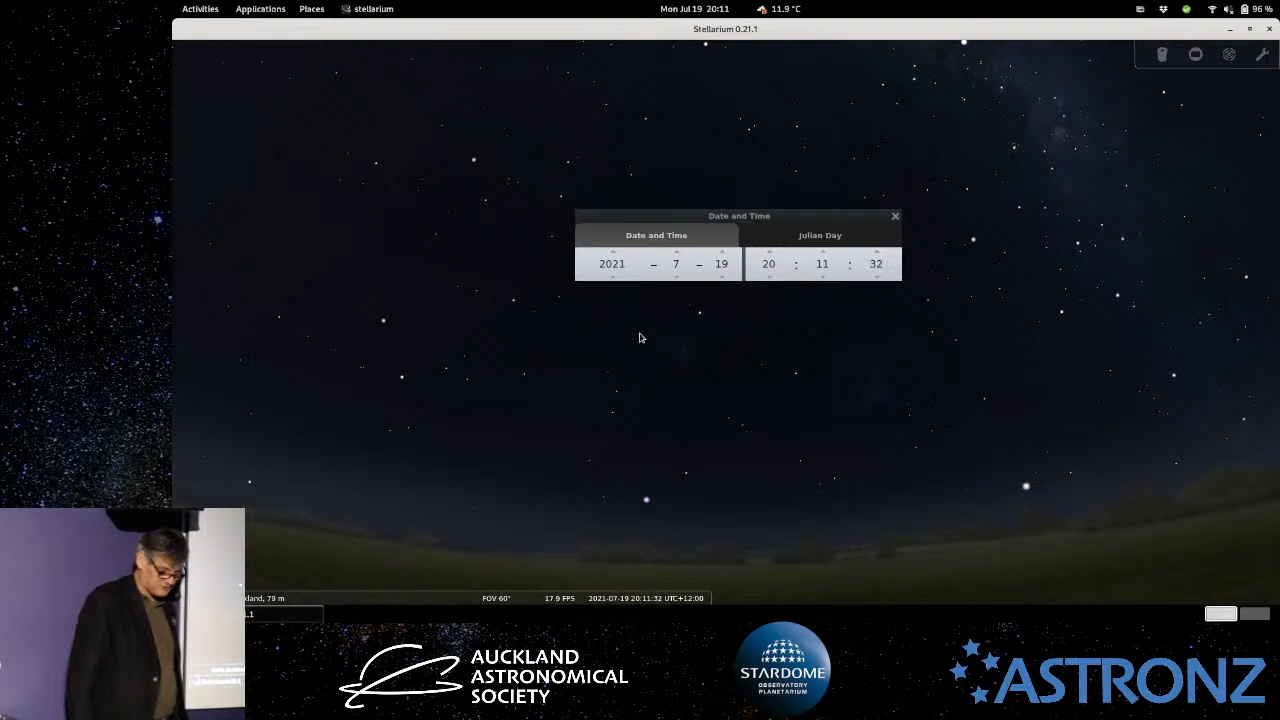 Activities Applications Places stellarium Mon Jul 19 20:11 11.9 °C 96 %
Stellarium 0.21.1
Date and Time
Date and Time Julian Day
2021 – 7 – 19 20 : 11 : 32
kland, 79 m FOV 60° 17.9 FPS 2021-07-19 20:11:32 UTC+12:00
.1
AUCKLAND
ASTRONOMICAL
SOCIETY
STARDOME
OBSERVATORY
PLANETARIUM
ASTRONZ